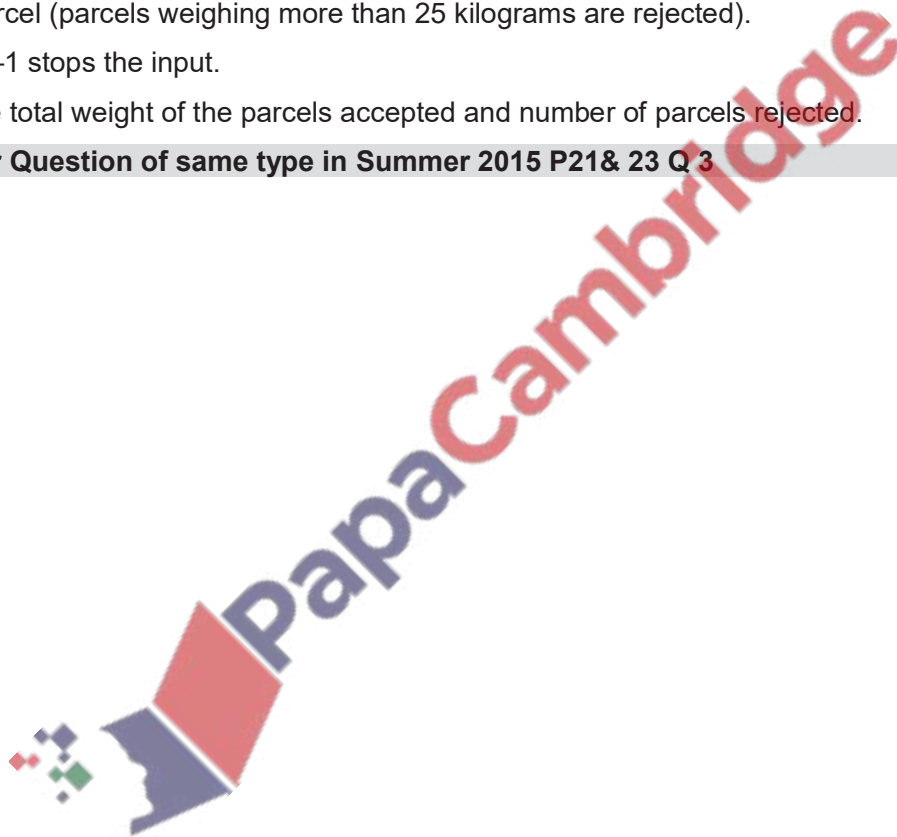 rcel (parcels weighing more than 25 kilograms are rejected).
-1 stops the input.
total weight of the parcels accepted and number of parcels rejected.
Question of same type in Summer 2015 P21& 23 Q 3
PapaCambridge